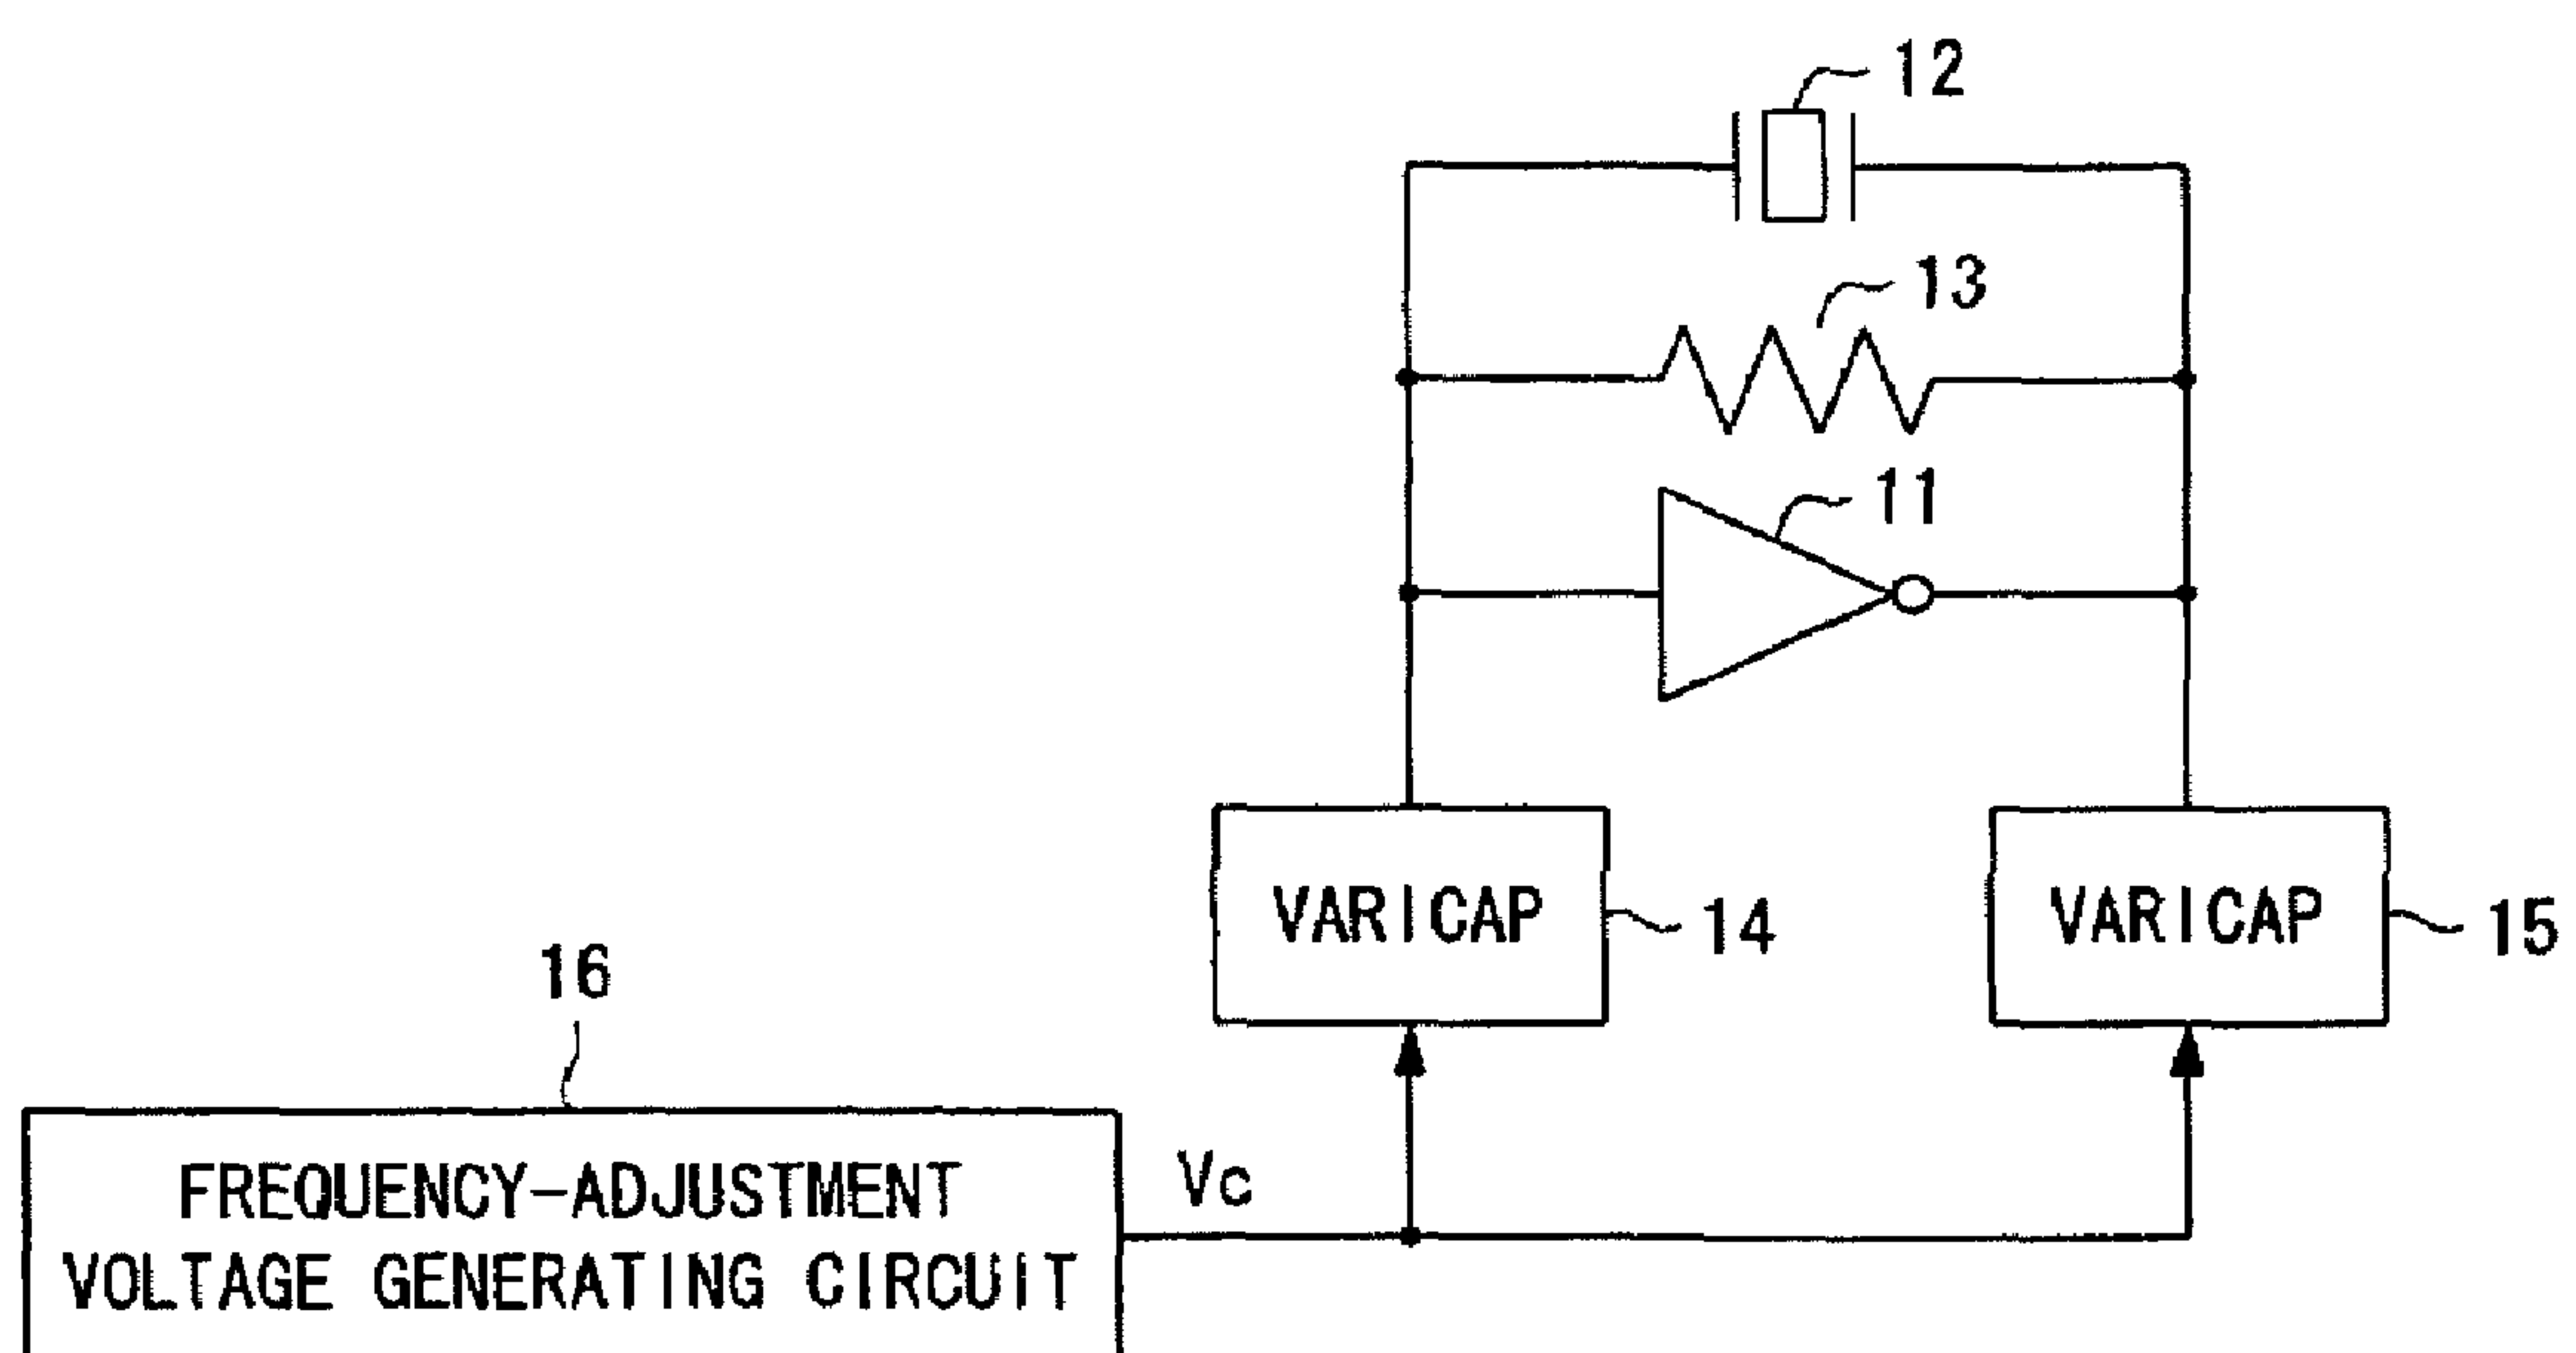 12
13
11
VARICAP
14
VARICAP
15
16
FREQUENCY-ADJUSTMENT
VOLTAGE GENERATING CIRCUIT
Vc